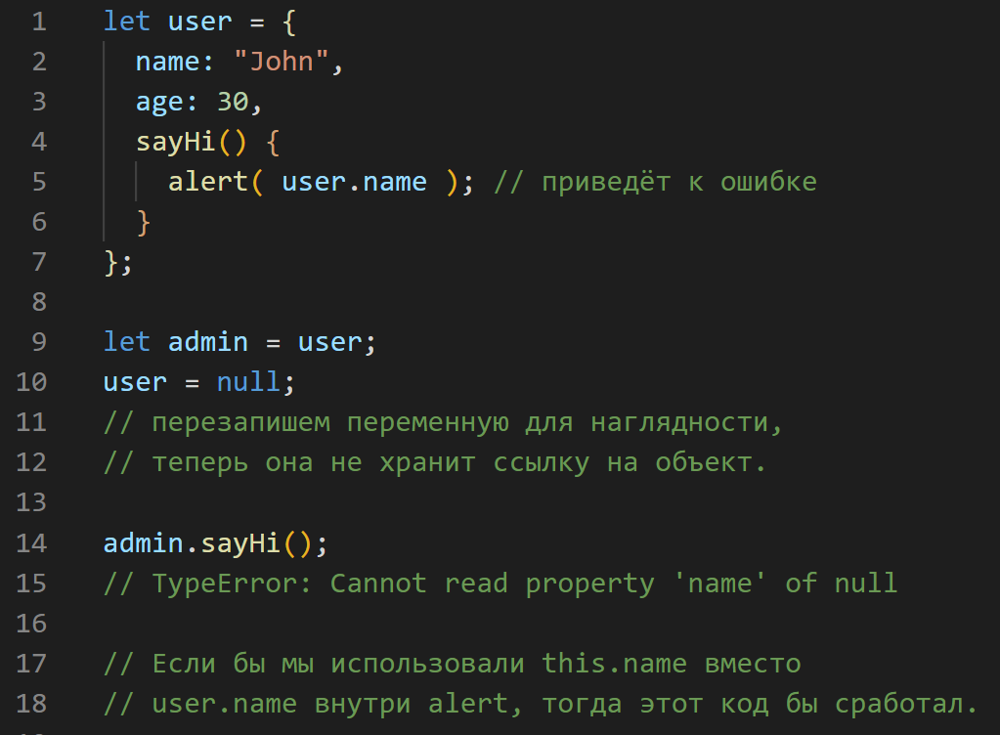 1 let user = {
2 name: "John",
3 age: 30,
4 sayHi() {
5 alert( user.name ); // приведёт к ошибке
6 }
7 };
8
9 let admin = user;
10 user = null;
11 // перезапишем переменную для наглядности,
12 // теперь она не хранит ссылку на объект.
13
14 admin.sayHi();
15 // TypeError: Cannot read property 'name' of null
16
17 // Если бы мы использовали this.name вместо
18 // user.name внутри alert, тогда этот код бы сработал.